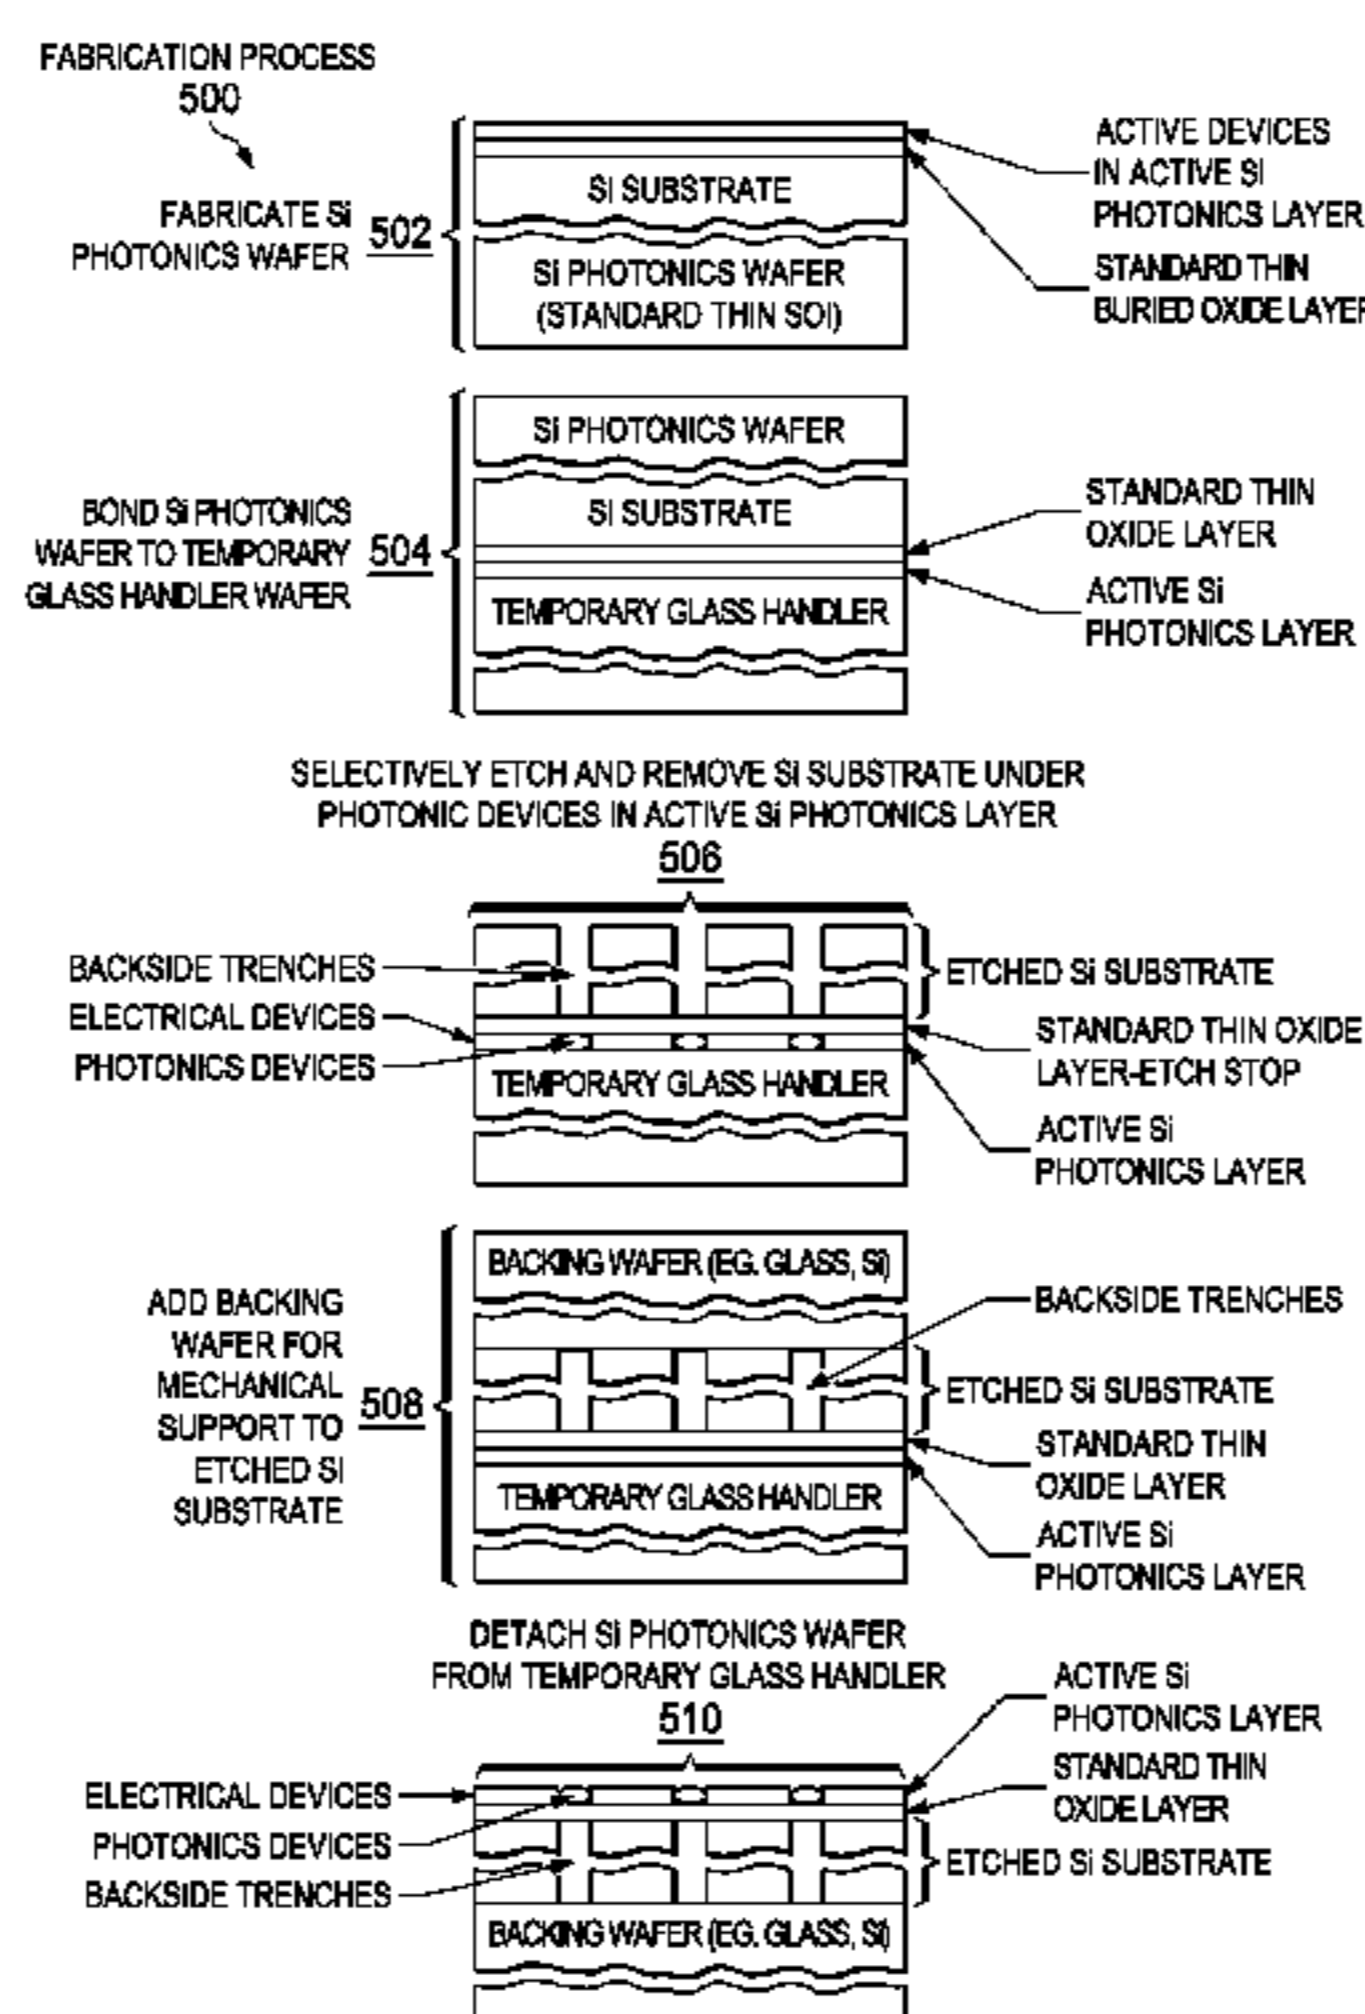 FABRICATION PROCESS
500
FABRICATE Si
PHOTONICS WAFER
502
Si SUBSTRATE
Si PHOTONICS WAFER
(STANDARD THIN SOI)
ACTIVE DEVICES
IN ACTIVE Si
PHOTONICS LAYER
STANDARD THIN
BURIED OXIDE LAYER
BOND Si PHOTONICS
WAFER TO TEMPORARY
GLASS HANDLER WAFER
504
Si PHOTONICS WAFER
Si SUBSTRATE
TEMPORARY GLASS HANDLER
STANDARD THIN
OXIDE LAYER
ACTIVE Si
PHOTONICS LAYER
SELECTIVELY ETCH AND REMOVE Si SUBSTRATE UNDER
PHOTONIC DEVICES IN ACTIVE Si PHOTONICS LAYER
506
BACKSIDE TRENCHES
ELECTRICAL DEVICES
PHOTONICS DEVICES
TEMPORARY GLASS HANDLER
ETCHED Si SUBSTRATE
STANDARD THIN OXIDE
LAYER-ETCH STOP
ACTIVE Si
PHOTONICS LAYER
ADD BACKING
WAFER FOR
MECHANICAL
SUPPORT TO
ETCHED Si
SUBSTRATE
508
BACKING WAFER (EG. GLASS, Si)
TEMPORARY GLASS HANDLER
BACKSIDE TRENCHES
ETCHED Si SUBSTRATE
STANDARD THIN
OXIDE LAYER
ACTIVE Si
PHOTONICS LAYER
DETACH Si PHOTONICS WAFER
FROM TEMPORARY GLASS HANDLER
510
ELECTRICAL DEVICES
PHOTONICS DEVICES
BACKSIDE TRENCHES
BACKING WAFER (EG. GLASS, Si)
ACTIVE Si
PHOTONICS LAYER
STANDARD THIN
OXIDE LAYER
ETCHED Si SUBSTRATE